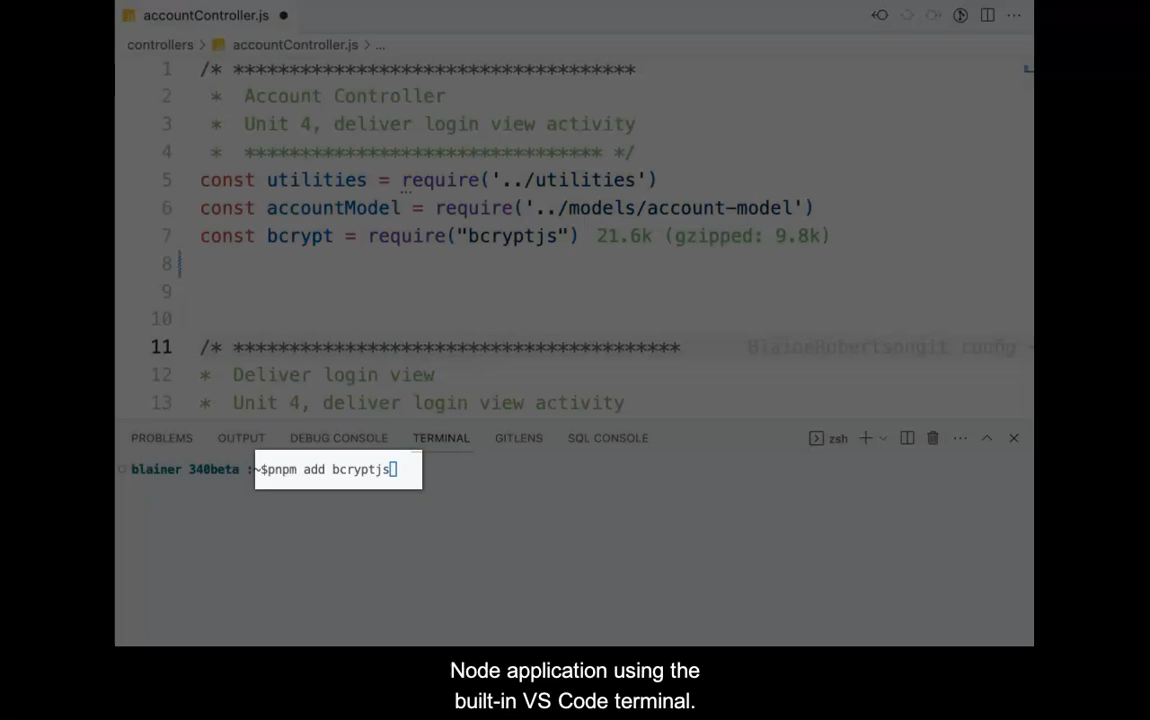 accountController.js ●
controllers > accountController.js > ...
1 /* ************************************
2  *  Account Controller
3  *  Unit 4, deliver login view activity
4  *  ******************************** */
5 const utilities = require('../utilities')
6 const accountModel = require('../models/account-model')
7 const bcrypt = require("bcryptjs") 21.6k (gzipped: 9.8k)
8
9
10
11 /* **************************************** BlaineRobertson
12 *  Deliver login view
13 *  Unit 4, deliver login view activity
PROBLEMS OUTPUT DEBUG CONSOLE TERMINAL GITLENS SQL CONSOLE zsh
blainer 340beta :~$pnpm add bcryptjs
Node application using the
built-in VS Code terminal.